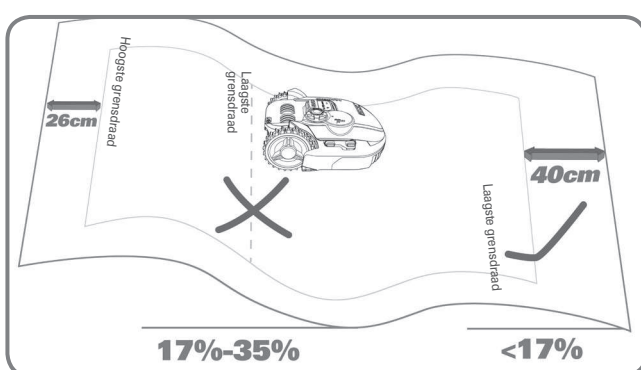 Hoogste grensdraad
26cm
Laagste
grensdraad
40cm
Laagste grensdraad
17%-35%
<17%